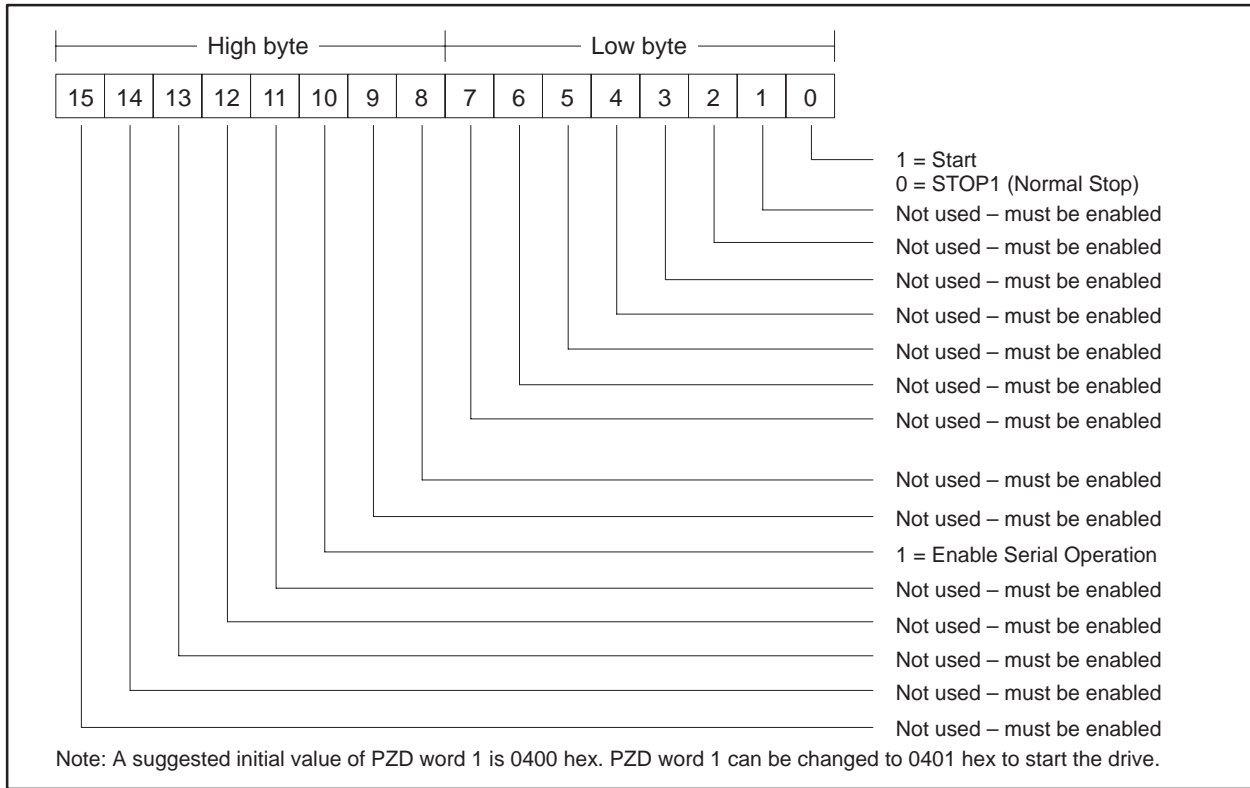 High byte Low byte
15 14 13 12 11 10 9 8 7 6 5 4 3 2 1 0
1 = Start
0 = STOP1 (Normal Stop)
Not used – must be enabled
Not used – must be enabled
Not used – must be enabled
Not used – must be enabled
Not used – must be enabled
Not used – must be enabled
Not used – must be enabled
Not used – must be enabled
Not used – must be enabled
1 = Enable Serial Operation
Not used – must be enabled
Not used – must be enabled
Not used – must be enabled
Not used – must be enabled
Not used – must be enabled
Note: A suggested initial value of PZD word 1 is 0400 hex. PZD word 1 can be changed to 0401 hex to start the drive.